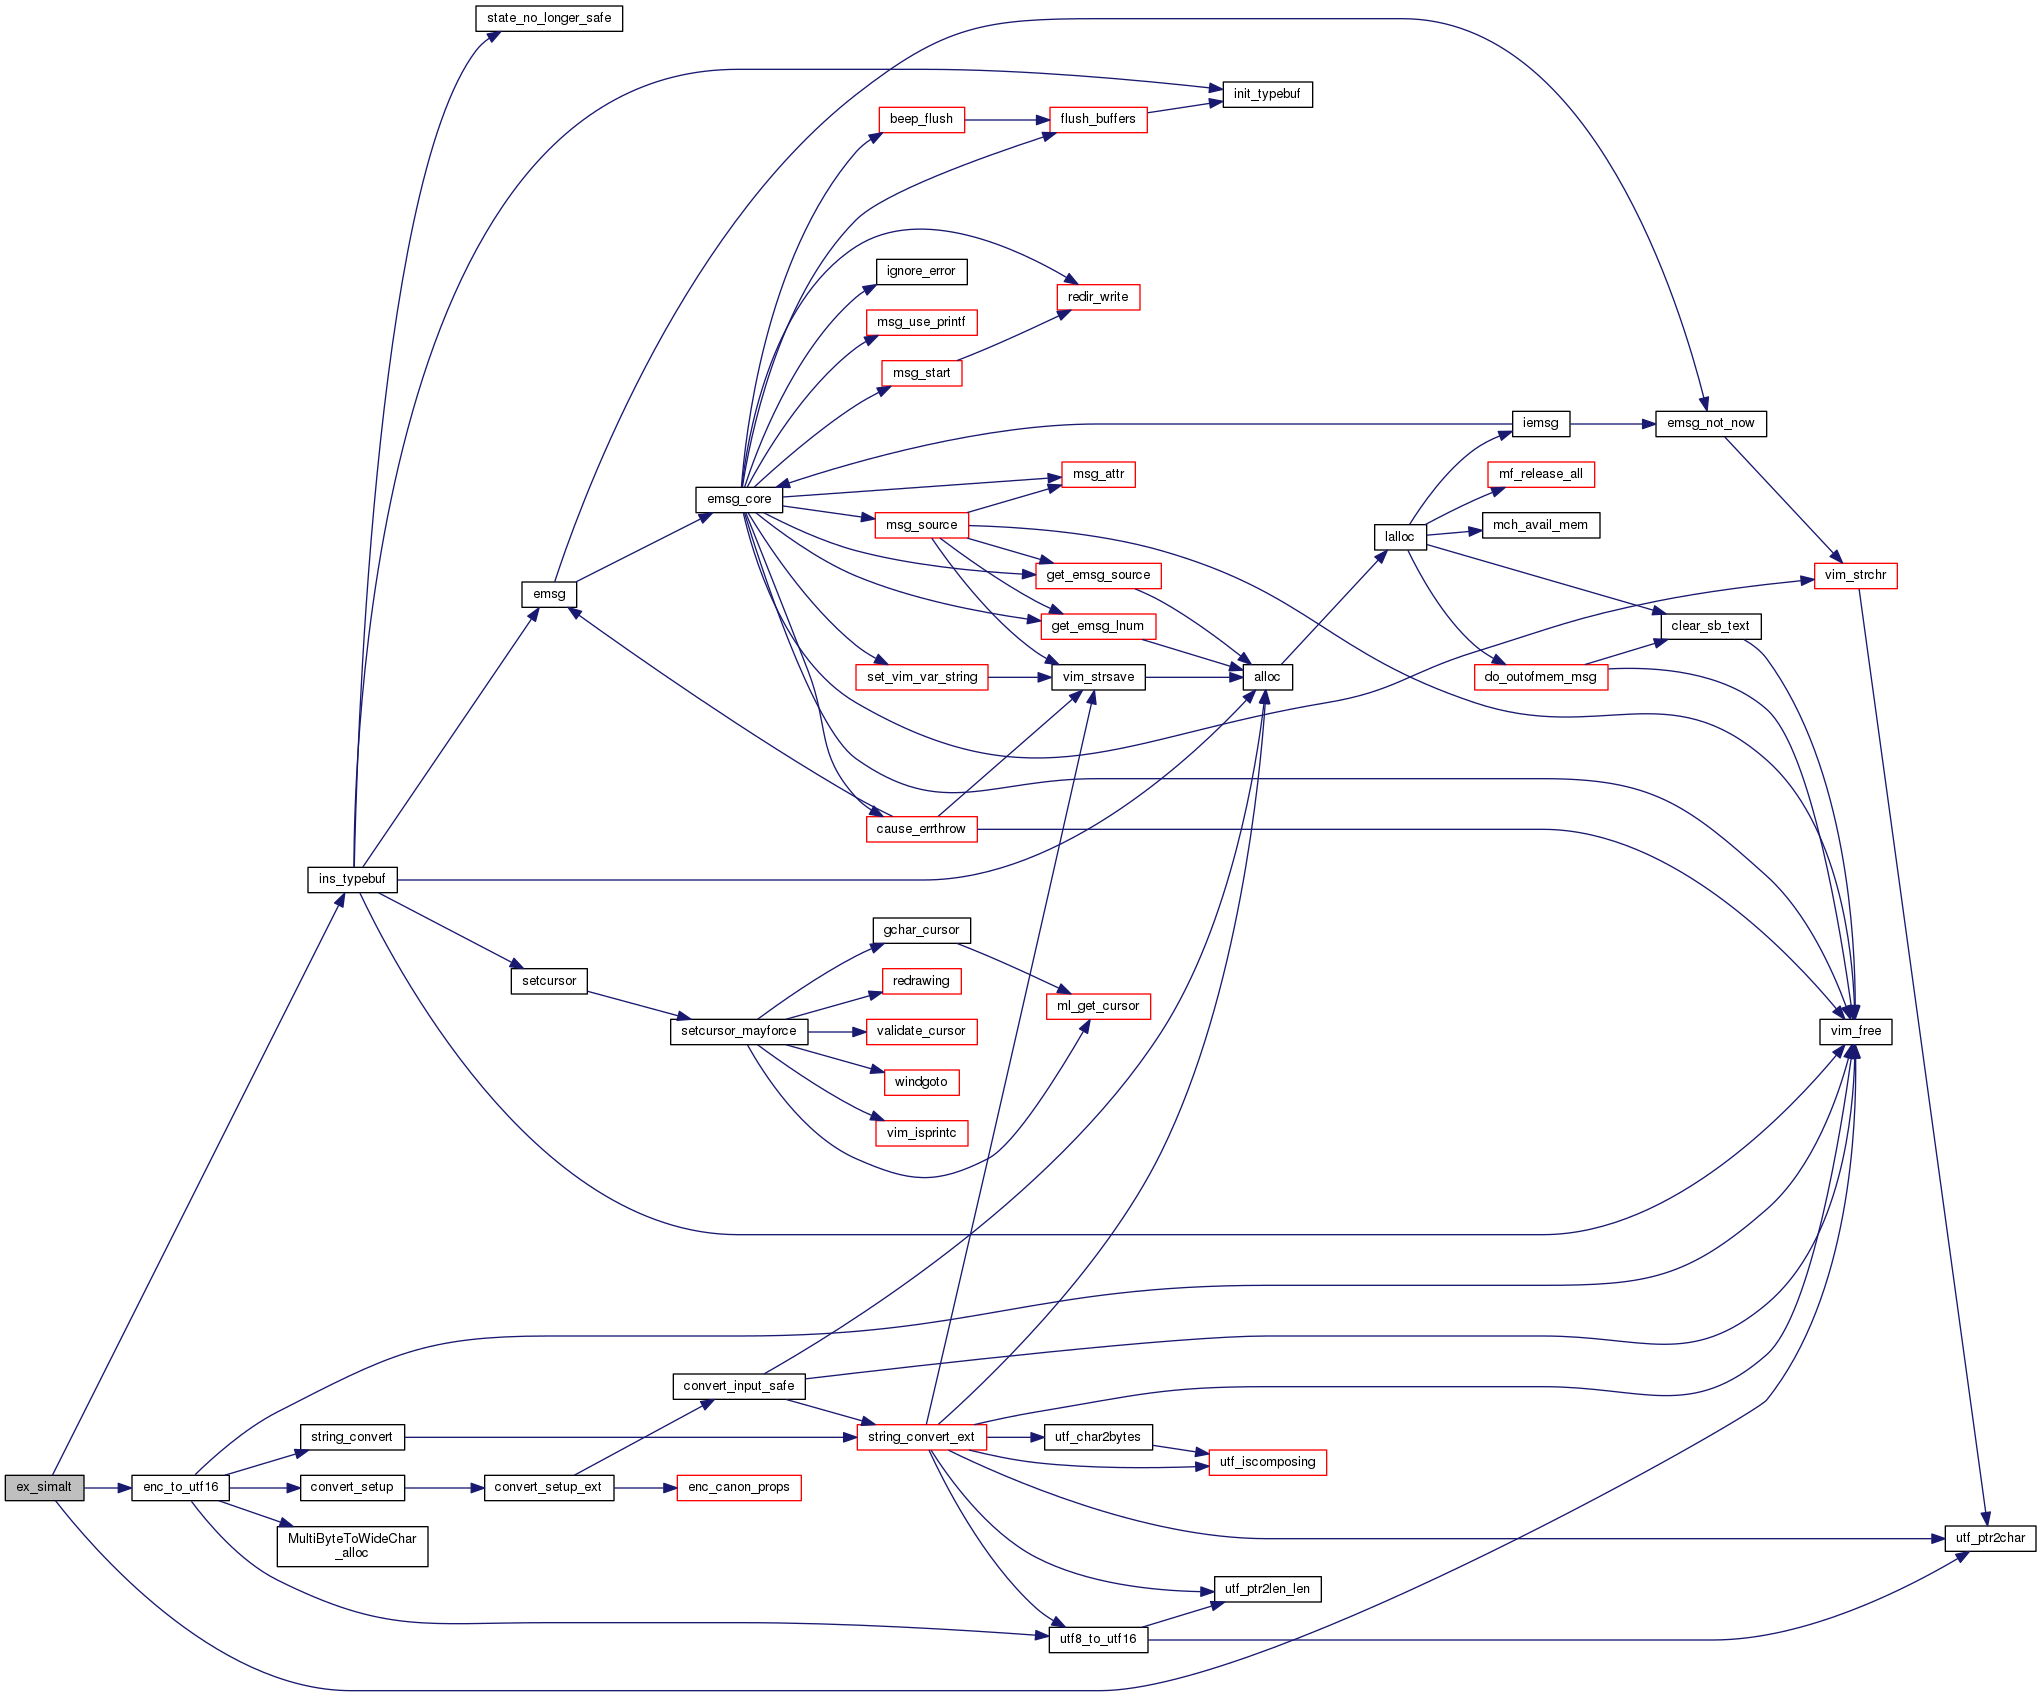 state_no_longer_safe
init_typebuf
beep_flush
flush_buffers
ignore_error
redir_write
msg_use_printf
msg_start
iemsg
emsg_not_now
msg_attr
mf_release_all
emsg_core
msg_source
mch_avail_mem
lalloc
get_emsg_source
vim_strchr
emsg
get_emsg_lnum
clear_sb_text
set_vim_var_string
vim_strsave
alloc
do_outofmem_msg
cause_errthrow
ins_typebuf
gchar_cursor
setcursor
redrawing
ml_get_cursor
setcursor_mayforce
validate_cursor
vim_free
windgoto
vim_isprintc
convert_input_safe
string_convert
string_convert_ext
utf_char2bytes
utf_iscomposing
ex_simalt
enc_to_utf16
convert_setup
convert_setup_ext
enc_canon_props
MultiByteToWideChar
_alloc
utf_ptr2char
utf_ptr2len_len
utf8_to_utf16